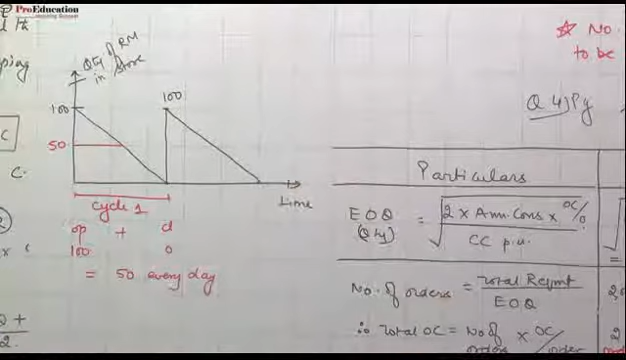 ProEducation
Qty of RM
in store
100
50
100
time
cycle 1
op + cl
100 0
= 50 every day
No.
to be
Q 4) Py
Particulars
EOQ = √ 2 x Ann. Cons x OC/O
(Qty) CC p.u.
No. of orders = Total Reqmt
EOQ
∴ Total OC = No of x OC/
orders order